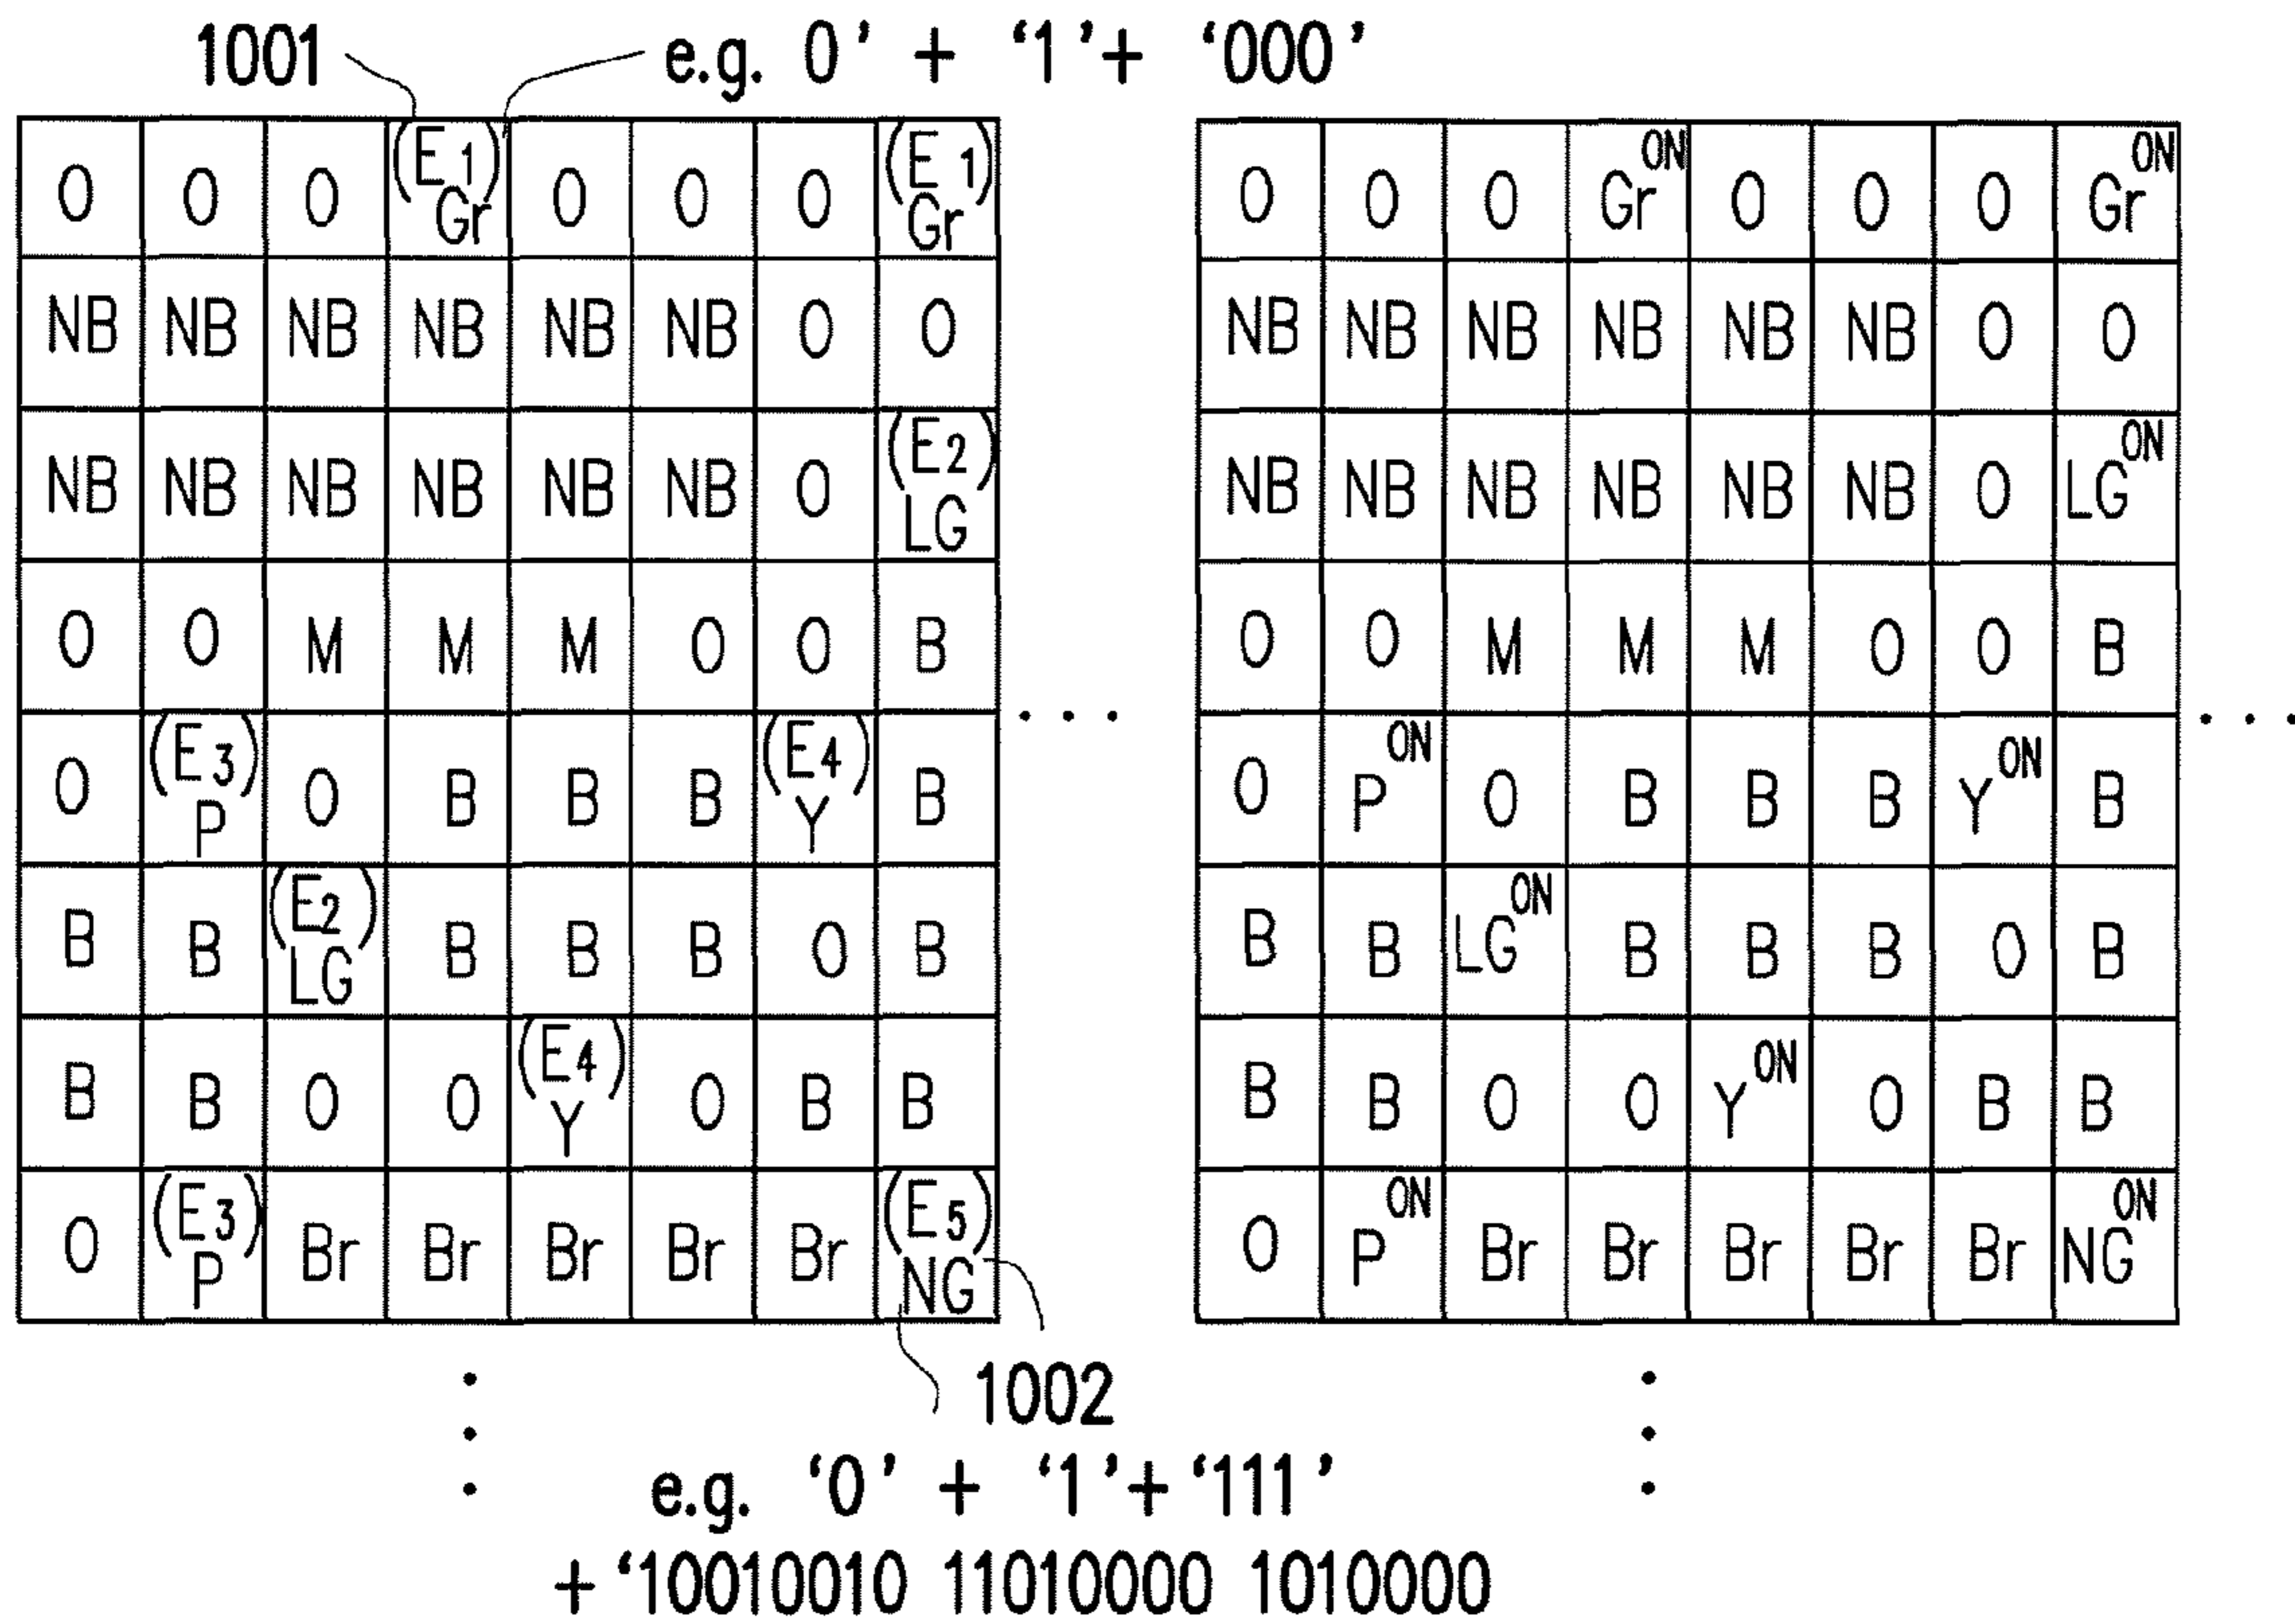 1001 e.g. 0’ + ‘1’+ ‘000’
O O O (E1) Gr O O O (E1) Gr O O O Gr ON O O O Gr ON
NB NB NB NB NB NB O O NB NB NB NB NB NB O O
NB NB NB NB NB NB O (E2) LG NB NB NB NB NB NB O LG ON
O O M M M O O B O O M M M O O B
O (E3) P O B B B (E4) Y B O P ON O B B B Y ON B
B B (E2) LG B B B O B B B LG ON B B B O B
B B O O (E4) Y O B B B B O O Y ON O B B
O (E3) P Br Br Br Br Br (E5) NG O P ON Br Br Br Br Br NG ON
1002
e.g. ‘0’ + ‘1’+‘111’
+ ‘10010010 11010000 1010000